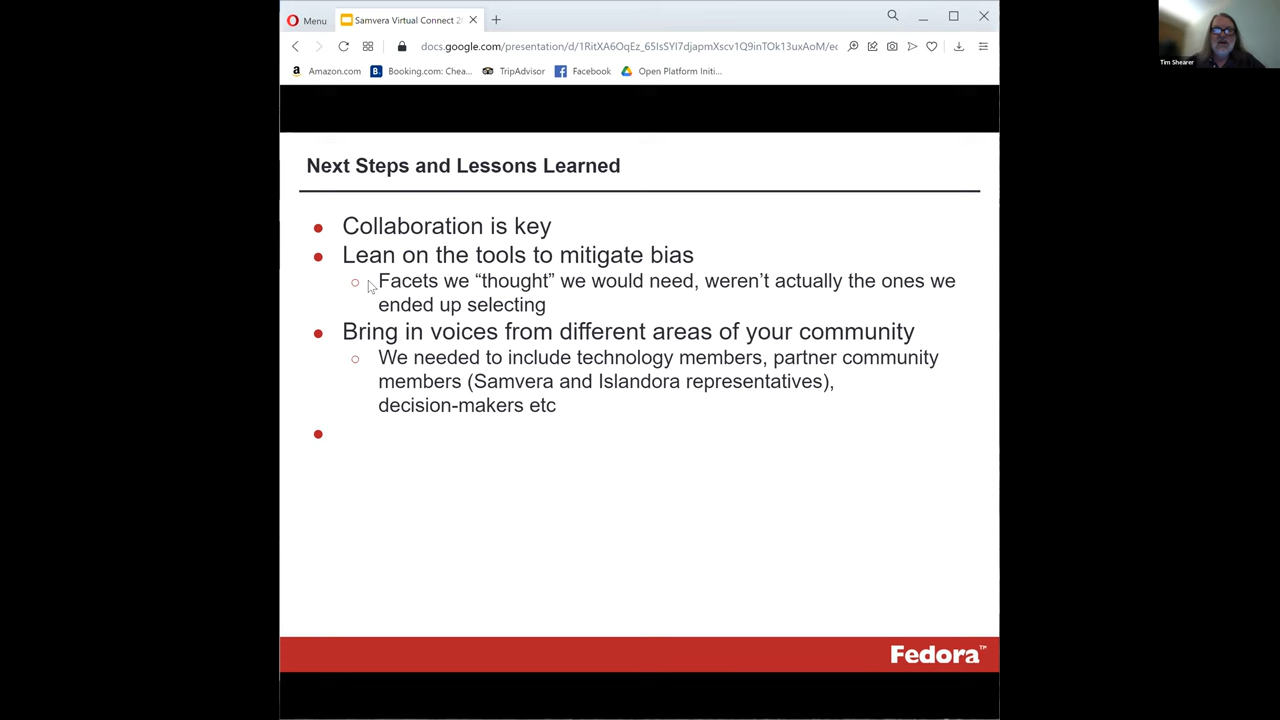 Menu
Samvera Virtual Connect 2
docs.google.com/presentation/d/1RitXA6OqEz_65IsSYl7djapmXscv1Q9inTOk13uxAoM/ec
Amazon.com
Booking.com: Chea...
TripAdvisor
Facebook
Open Platform Initi...
Tim Shearer
Next Steps and Lessons Learned
Collaboration is key
Lean on the tools to mitigate bias
Facets we “thought” we would need, weren’t actually the ones we
ended up selecting
Bring in voices from different areas of your community
We needed to include technology members, partner community
members (Samvera and Islandora representatives),
decision-makers etc
Fedora™